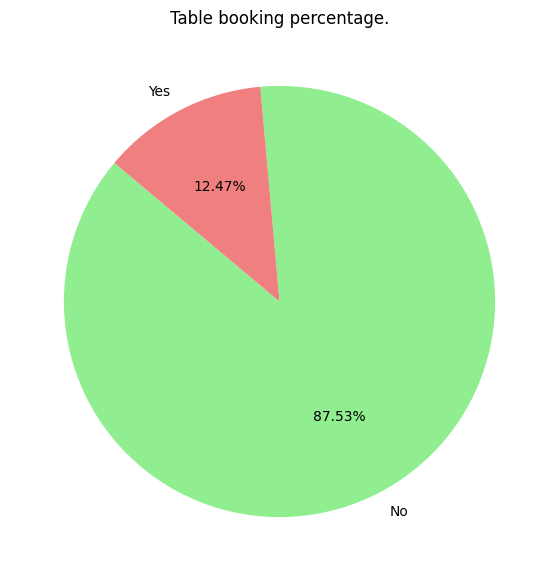 Table booking percentage.
Yes
12.47%
87.53%
No